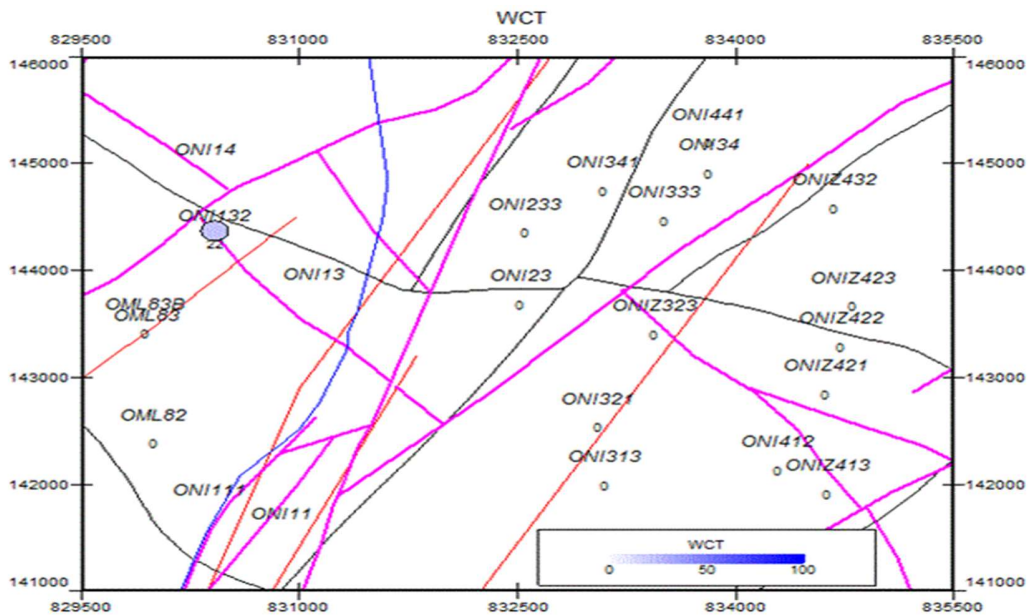 WCT
829500 831000 832500 834000 835500
146000 146000
ONI441
ONI14 ONI34
145000 ONI341 145000
ONI333 ONIZ432
ONI132 ONI233
22
144000 ONI13 ONI23 ONIZ423 144000
OML83B ONIZ323
OML83 ONIZ422
0
ONIZ421
143000 143000
ONI321
OML82
ONI412
ONI313 ONIZ413
142000 ONI111 142000
ONI11
WCT
0 50 100
141000 141000
829500 831000 832500 834000 835500